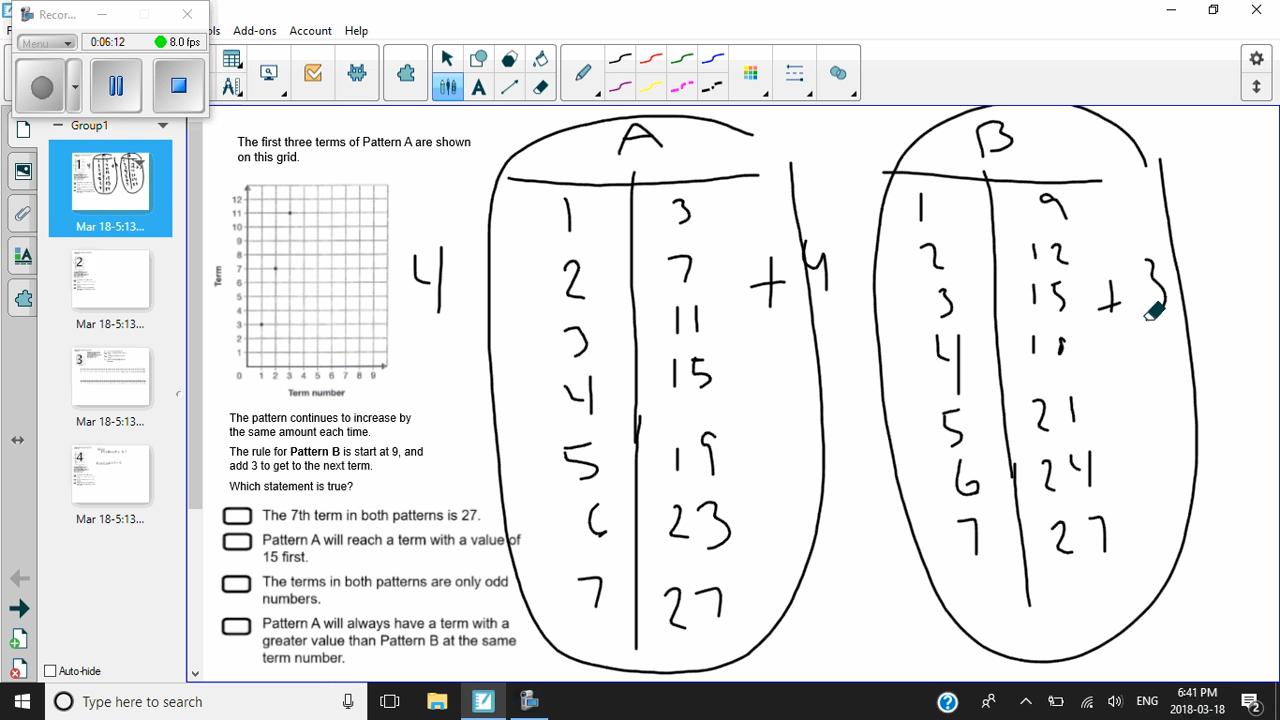 Recor...
Menu
0:06:12
8.0 fps
Add-ons Account Help
Group1
Mar 18-5:13...
Mar 18-5:13...
Mar 18-5:13...
Mar 18-5:13...
Auto-hide
The first three terms of Pattern A are shown
on this grid.
12
11
10
9
8
7
6
5
4
3
2
1
0 1 2 3 4 5 6 7 8 9
Term
Term number
The pattern continues to increase by
the same amount each time.
The rule for Pattern B is start at 9, and
add 3 to get to the next term.
Which statement is true?
The 7th term in both patterns is 27.
Pattern A will reach a term with a value of
15 first.
The terms in both patterns are only odd
numbers.
Pattern A will always have a term with a
greater value than Pattern B at the same
term number.
4
A
1 3
2 7
3 11
4 15
5 19
6 23
7 27
+4
B
1 9
2 12
3 15
4 18
5 21
6 24
7 27
+3
Type here to search
ENG
6:41 PM
2018-03-18
2